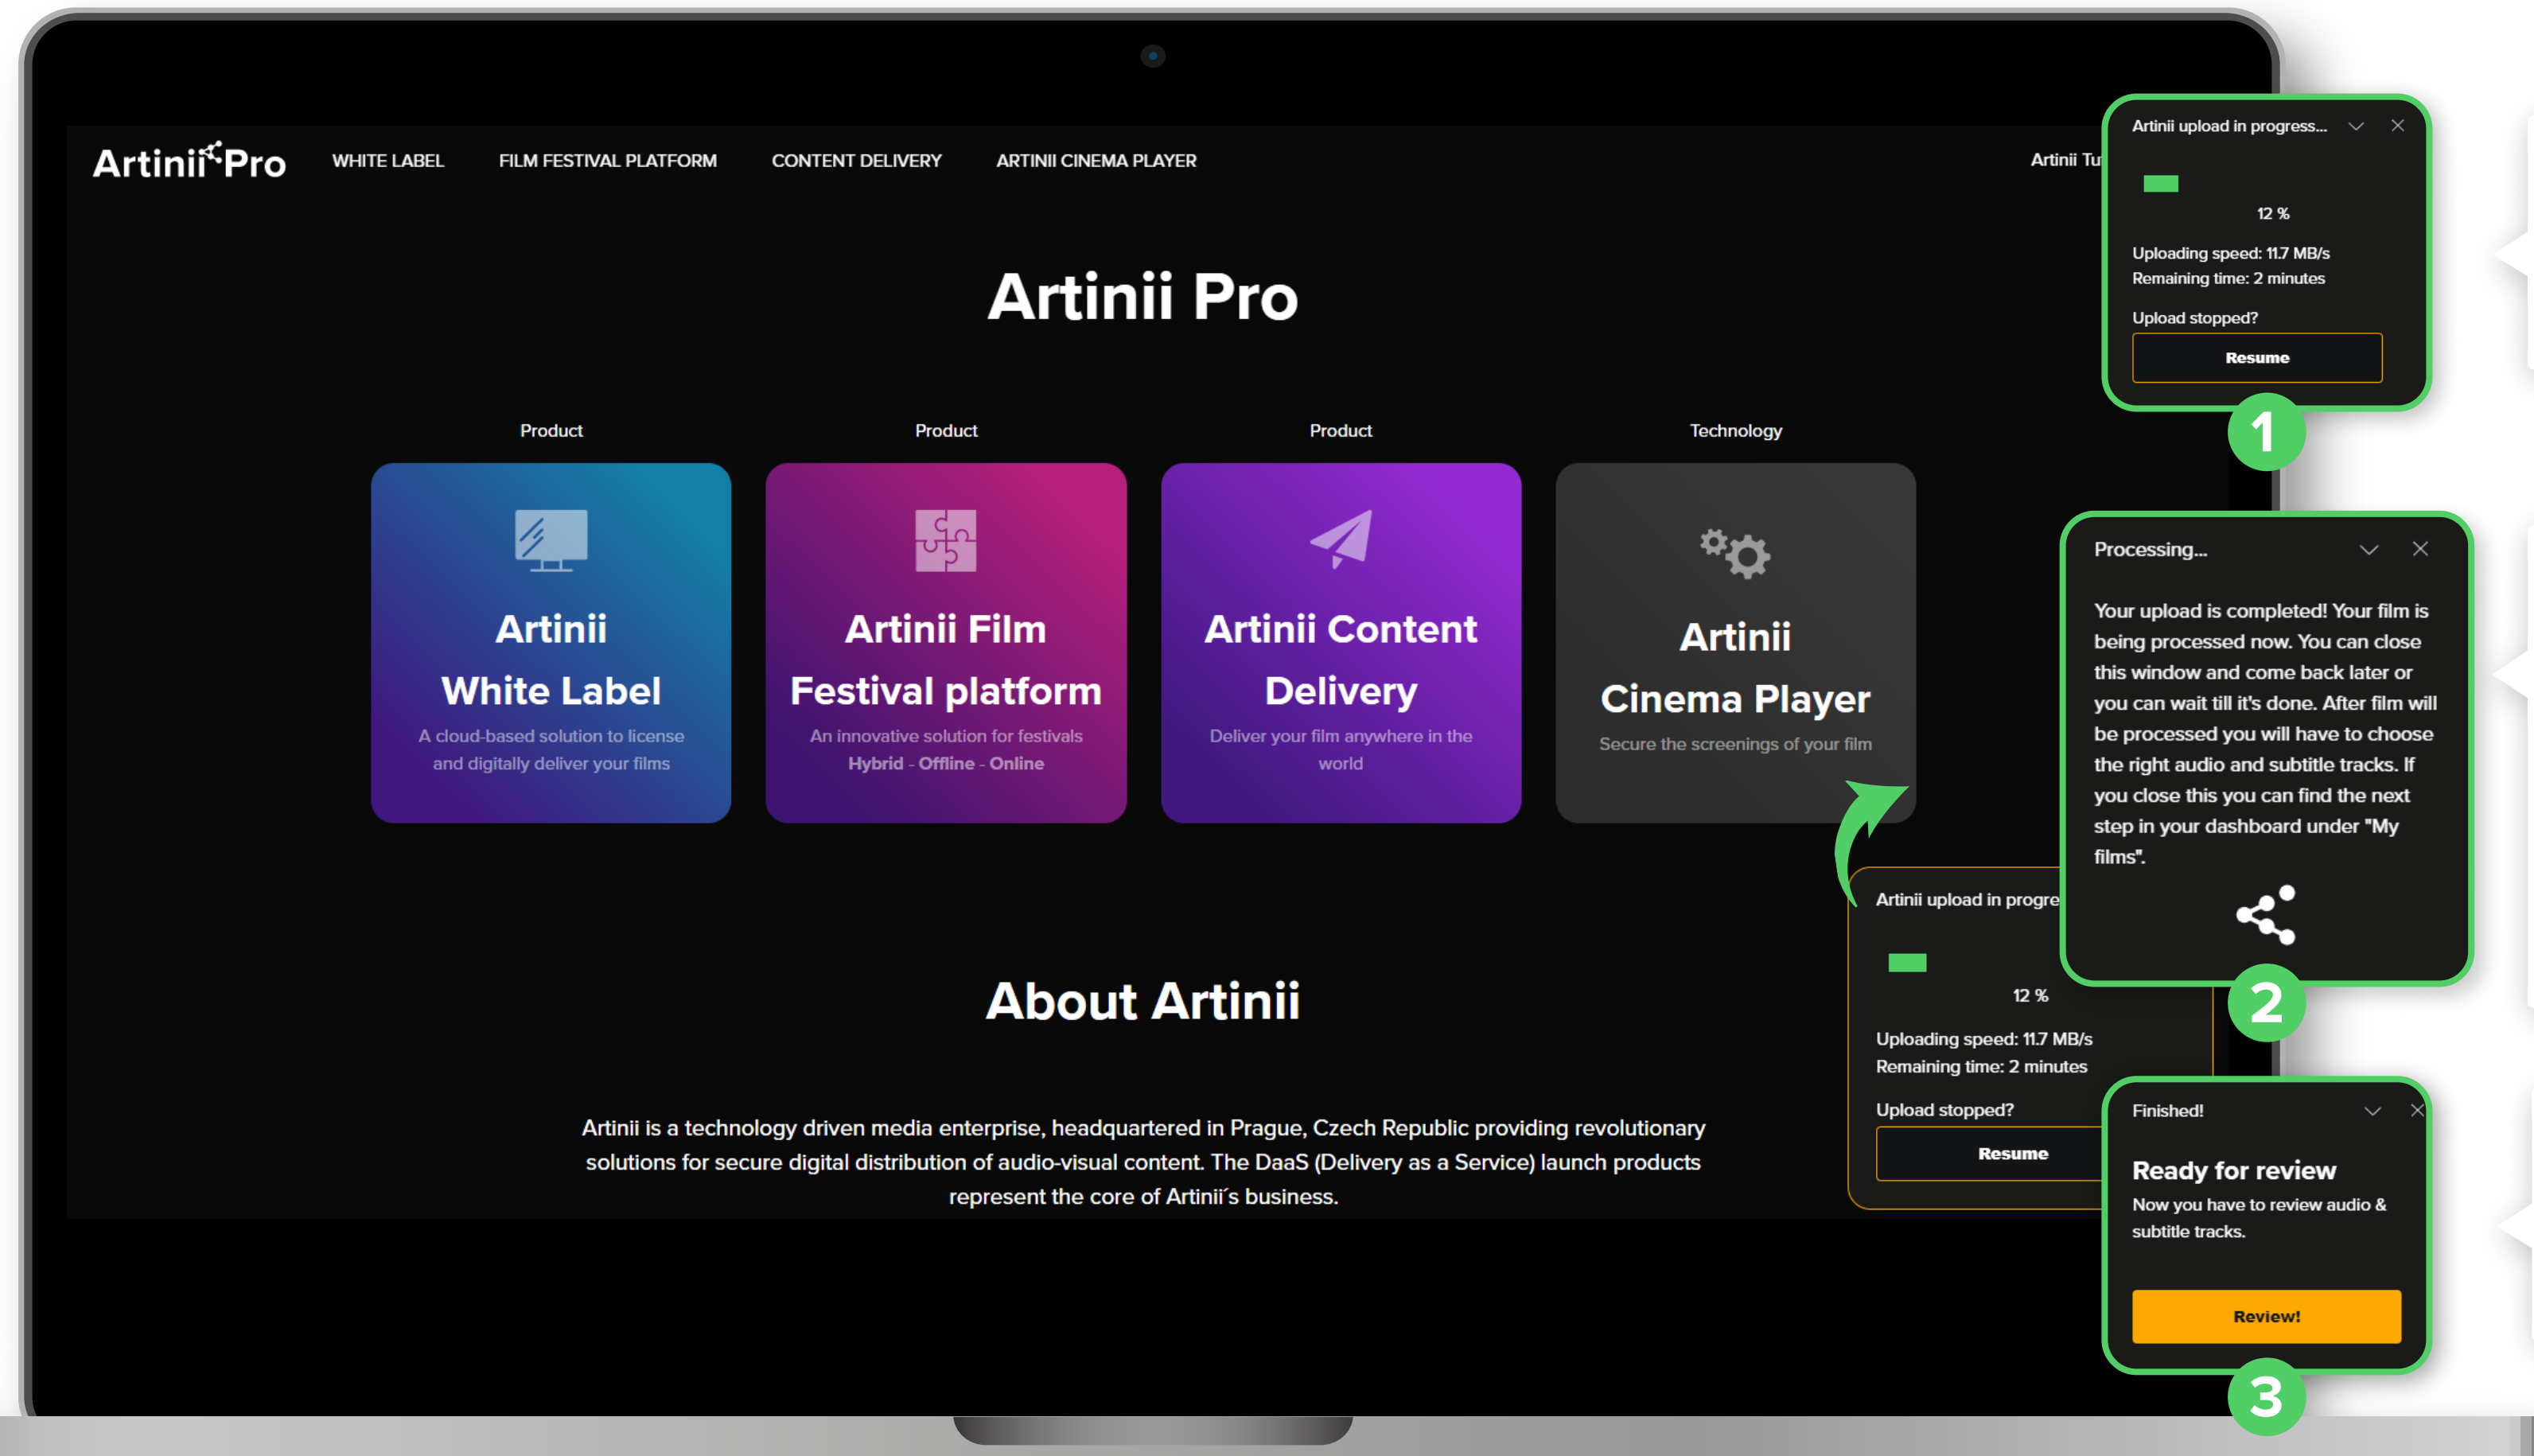 Artinii Pro
WHITE LABEL
FILM FESTIVAL PLATFORM
CONTENT DELIVERY
ARTINII CINEMA PLAYER
Artinii
Artinii Pro
Product
Artinii
White Label
A cloud-based solution to license
and digitally deliver your films
Product
Artinii Film
Festival platform
An innovative solution for festivals
Hybrid - Offline - Online
Product
Artinii Content
Delivery
Deliver your film anywhere in the
world
Technology
Artinii
Cinema Player
Secure the screenings of your film
About Artinii
Artinii is a technology driven media enterprise, headquartered in Prague, Czech Republic providing revolutionary
solutions for secure digital distribution of audio-visual content. The DaaS (Delivery as a Service) launch products
represent the core of Artinii´s business.
Artinii upload in progre
12 %
Uploading speed: 11.7 MB/s
Remaining time: 2 minutes
Upload stopped?
Resume
Artinii upload in progress...
12 %
Uploading speed: 11.7 MB/s
Remaining time: 2 minutes
Upload stopped?
Resume
1
Processing...
Your upload is completed! Your film is
being processed now. You can close
this window and come back later or
you can wait till it's done. After film will
be processed you will have to choose
the right audio and subtitle tracks. If
you close this you can find the next
step in your dashboard under "My
films".
2
Finished!
Ready for review
Now you have to review audio &
subtitle tracks.
Review!
3